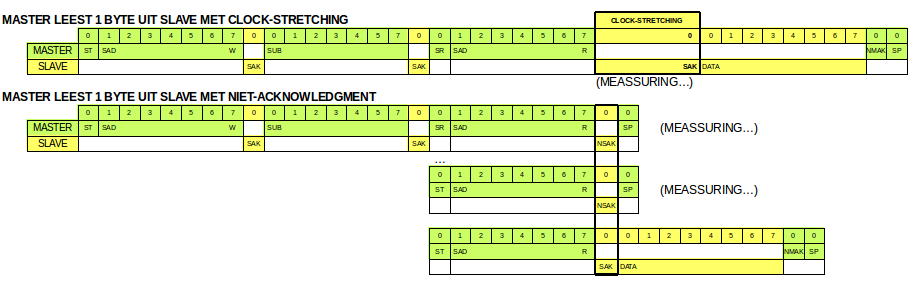 MASTER LEEST 1 BYTE UIT SLAVE MET CLOCK-STRETCHING CLOCK-STRETCHING
0 1 2 3 4 5 6 7 0 0 1 2 3 4 5 6 7 0 0 1 2 3 4 5 6 7 0 0 1 2 3 4 5 6 7 0 0
MASTER ST SAD W SUB SR SAD R NMAK SP
SLAVE SAK SAK SAK DATA
(MEASSURING...)
MASTER LEEST 1 BYTE UIT SLAVE MET NIET-ACKNOWLEDGMENT
0 1 2 3 4 5 6 7 0 0 1 2 3 4 5 6 7 0 0 1 2 3 4 5 6 7 0 0
MASTER ST SAD W SUB SR SAD R SP (MEASSURING...)
SLAVE SAK SAK NSAK
...
0 1 2 3 4 5 6 7 0 0
ST SAD R SP (MEASSURING...)
NSAK
0 1 2 3 4 5 6 7 0 0 1 2 3 4 5 6 7 0 0
ST SAD R NMAK SP
SAK DATA